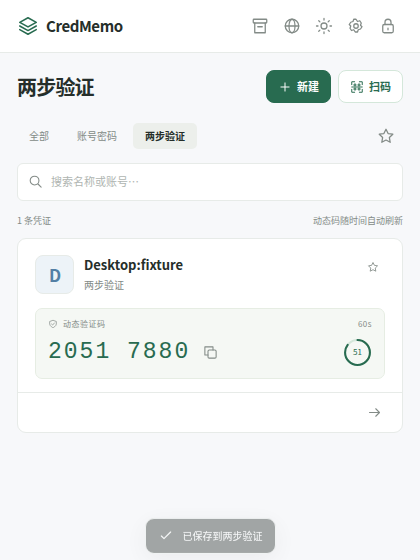 CredMemo
两步验证
新建
扫码
全部 账号密码 两步验证
搜索名称或账号…
1 条凭证 动态码随时间自动刷新
D
Desktop:fixture
两步验证
动态验证码 60s
2051 7880
51
已保存到两步验证